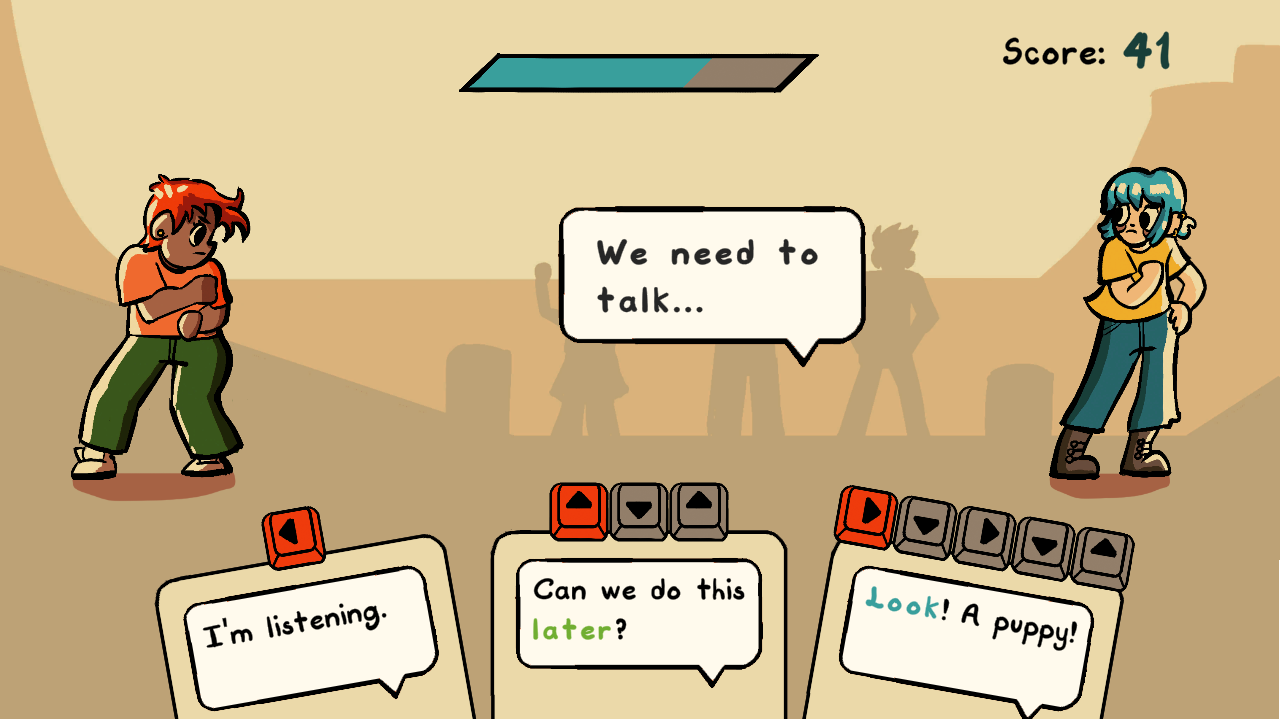 Score: 41
We need to
talk...
I'm listening.
Can we do this
later?
Look! A puppy!